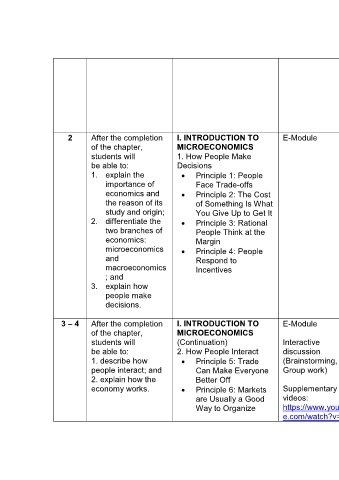 2
After the completion
of the chapter,
students will
be able to:
1. explain the
importance of
economics and
the reason of its
study and origin;
2. differentiate the
two branches of
economics:
microeconomics
and
macroeconomics
; and
3. explain how
people make
decisions.
I. INTRODUCTION TO
MICROECONOMICS
1. How People Make
Decisions
• Principle 1: People
Face Trade-offs
• Principle 2: The Cost
of Something Is What
You Give Up to Get It
• Principle 3: Rational
People Think at the
Margin
• Principle 4: People
Respond to
Incentives
E-Module
3 – 4
After the completion
of the chapter,
students will
be able to:
1. describe how
people interact; and
2. explain how the
economy works.
I. INTRODUCTION TO
MICROECONOMICS
(Continuation)
2. How People Interact
• Principle 5: Trade
Can Make Everyone
Better Off
• Principle 6: Markets
are Usually a Good
Way to Organize
E-Module
Interactive
discussion
(Brainstorming,
Group work)
Supplementary
videos:
https://www.you
e.com/watch?v=